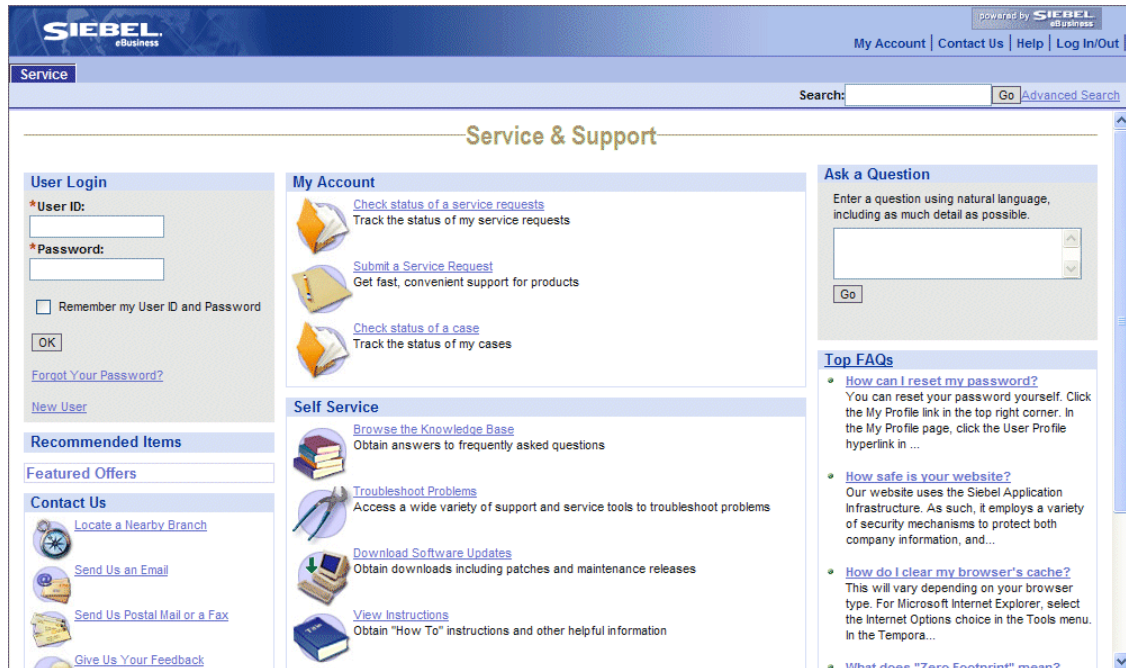 SIEBEL.
eBusiness
powered by SIEBEL.
eBusiness
My Account | Contact Us | Help | Log In/Out |
Service
Search:
Go
Advanced Search
Service & Support
User Login
*User ID:
*Password:
Remember my User ID and Password
OK
Forgot Your Password?
New User
Recommended Items
Featured Offers
Contact Us
Locate a Nearby Branch
Send Us an Email
Send Us Postal Mail or a Fax
Give Us Your Feedback
My Account
Check status of a service requests
Track the status of my service requests
Submit a Service Request
Get fast, convenient support for products
Check status of a case
Track the status of my cases
Self Service
Browse the Knowledge Base
Obtain answers to frequently asked questions
Troubleshoot Problems
Access a wide variety of support and service tools to troubleshoot problems
Download Software Updates
Obtain downloads including patches and maintenance releases
View Instructions
Obtain "How To" instructions and other helpful information
Ask a Question
Enter a question using natural language,
including as much detail as possible.
Go
Top FAQs
How can I reset my password?
You can reset your password yourself. Click
the My Profile link in the top right corner. In
the My Profile page, click the User Profile
hyperlink in ...
How safe is your website?
Our website uses the Siebel Application
Infrastructure. As such, it employs a variety
of security mechanisms to protect both
company information, and...
How do I clear my browser's cache?
This will vary depending on your browser
type. For Microsoft Internet Explorer, select
the Internet Options choice in the Tools menu.
In the Tempora...
What does "Zero Footprint" mean?